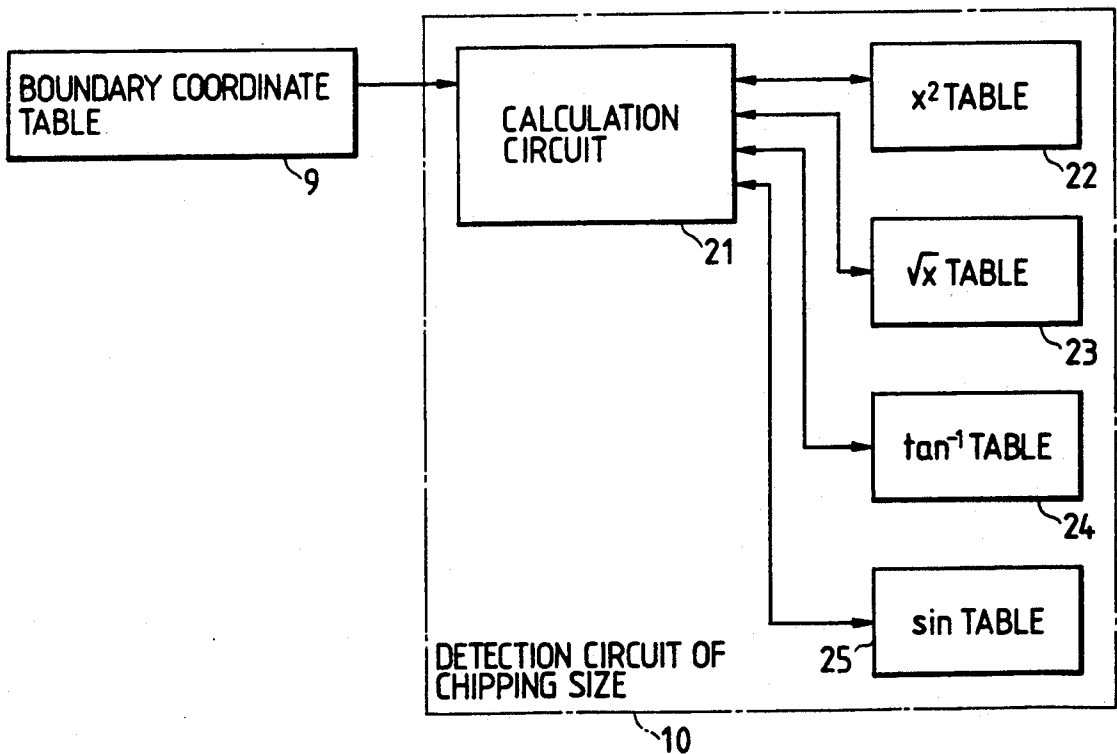 BOUNDARY COORDINATE
TABLE
9
CALCULATION
CIRCUIT
21
x² TABLE
22
√x TABLE
23
tan⁻¹ TABLE
24
sin TABLE
25
DETECTION CIRCUIT OF
CHIPPING SIZE
10